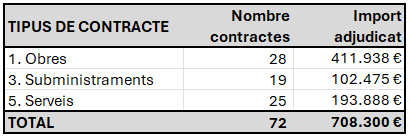 TIPUS DE CONTRACTE Nombre contractes Import adjudicat
1. Obres 28 411.938 €
3. Subministraments 19 102.475 €
5. Serveis 25 193.888 €
TOTAL 72 708.300 €